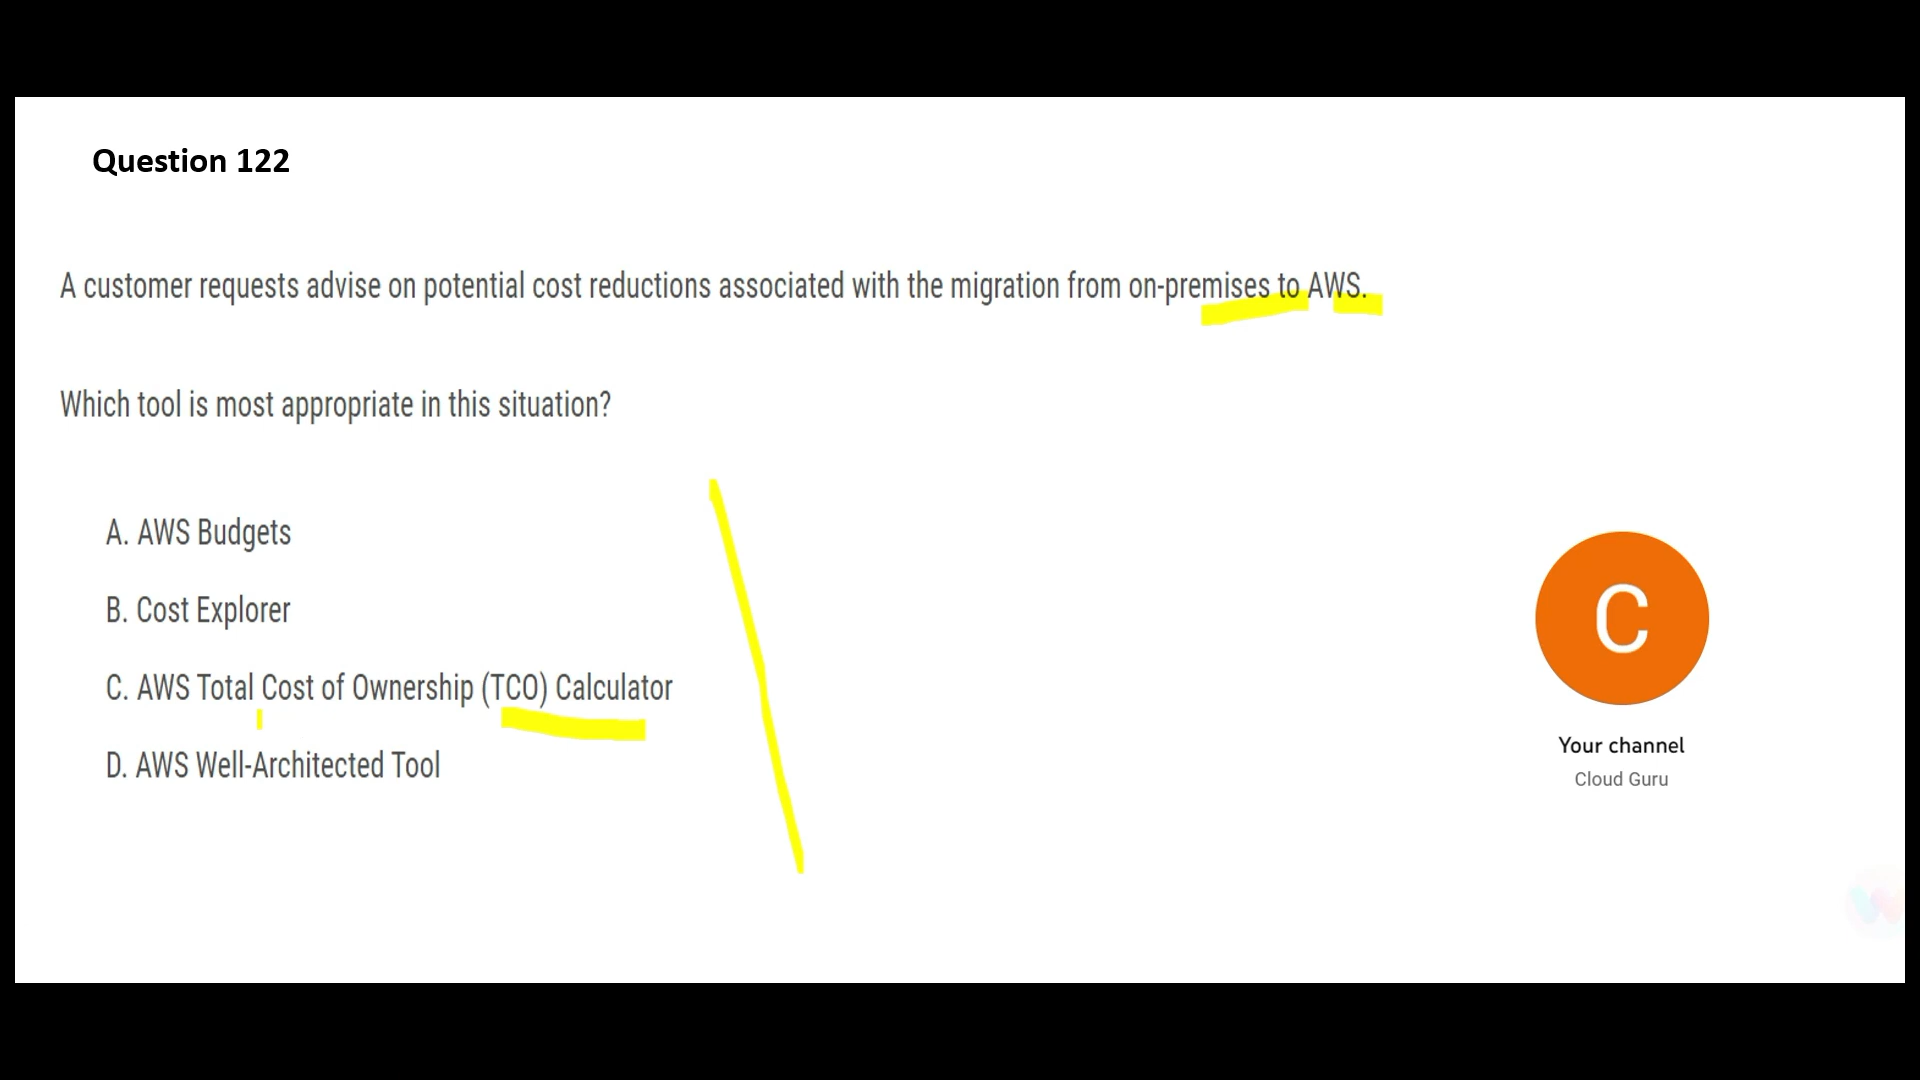 Question 122
A customer requests advise on potential cost reductions associated with the migration from on-premises to AWS.
Which tool is most appropriate in this situation?
A. AWS Budgets
B. Cost Explorer
C. AWS Total Cost of Ownership (TCO) Calculator
D. AWS Well-Architected Tool
C
Your channel
Cloud Guru